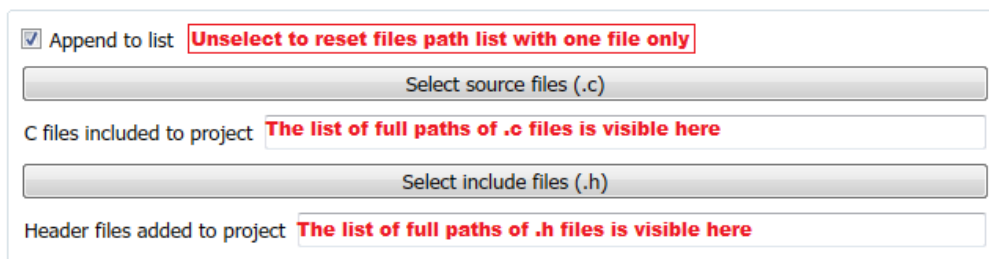 Append to list Unselect to reset files path list with one file only
Select source files (.c)
C files included to project The list of full paths of .c files is visible here
Select include files (.h)
Header files added to project The list of full paths of .h files is visible here